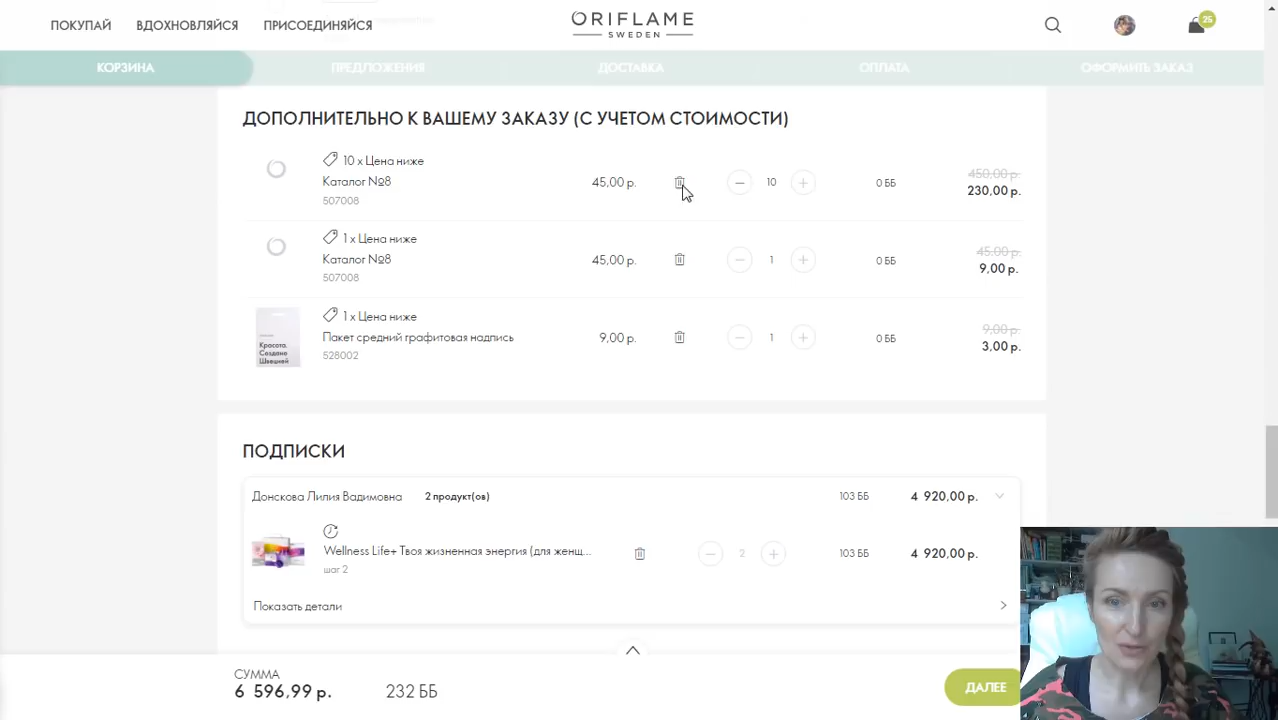 ПОКУПАЙ ВДОХНОВЛЯЙСЯ ПРИСОЕДИНЯЙСЯ ORIFLAME 25
SWEDEN
КОРЗИНА ПРЕДЛОЖЕНИЯ ДОСТАВКА ОПЛАТА ОФОРМИТЬ ЗАКАЗ
ДОПОЛНИТЕЛЬНО К ВАШЕМУ ЗАКАЗУ (С УЧЕТОМ СТОИМОСТИ)
10 x Цена ниже
Каталог №8 45,00 р. 10 0 ББ 450,00 р.
507008 230,00 р.
1 x Цена ниже
Каталог №8 45,00 р. 1 0 ББ 45,00 р.
507008 9,00 р.
1 x Цена ниже
Пакет средний графитовая надпись 9,00 р. 1 0 ББ 9,00 р.
528002 3,00 р.
Красота.
Создано
Швецией
ПОДПИСКИ
Донскова Лилия Вадимовна 2 продукт(ов) 103 ББ 4 920,00 р.
Wellness Life+ Твоя жизненная энергия (для женщ... 2 103 ББ 4 920,00 р.
шаг 2
Показать детали
СУММА
6 596,99 р. 232 ББ ДАЛЕЕ